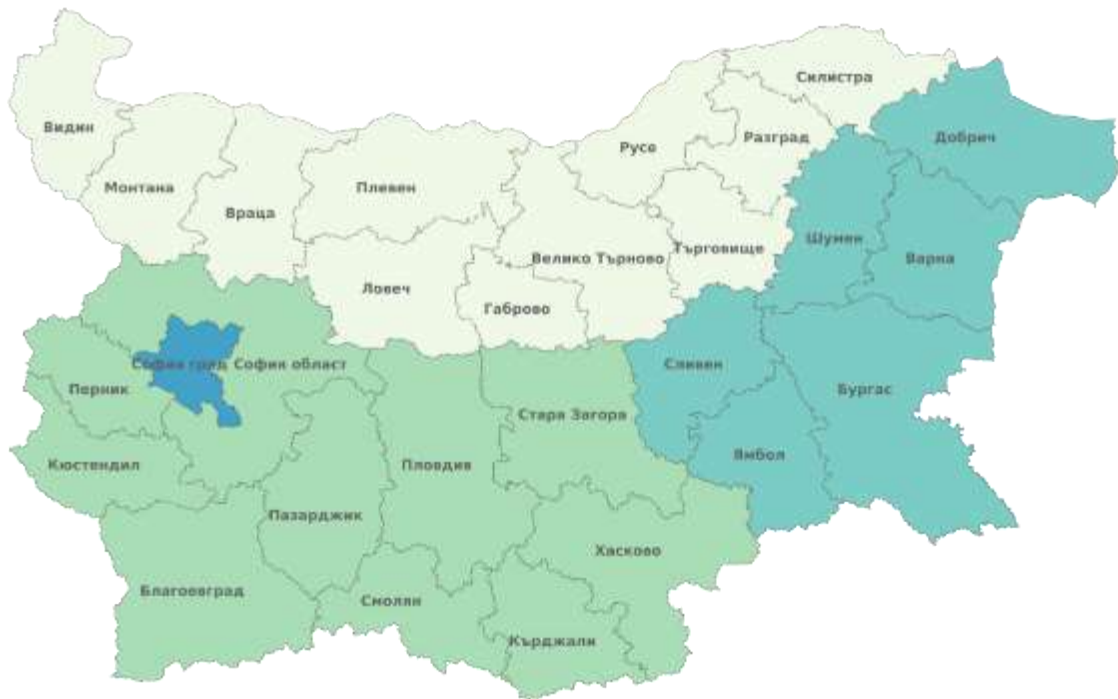 Силистра
Видин
Добрич
Разград
Русе
Монтана
Плевен
Враца
Шумен
Търговище
Велико Търново
Варна
Ловеч
Габрово
София град
София област
Сливен
Перник
Бургас
Стара Загора
Ямбол
Кюстендил
Пловдив
Пазарджик
Хасково
Благоевград
Смолян
Кърджали